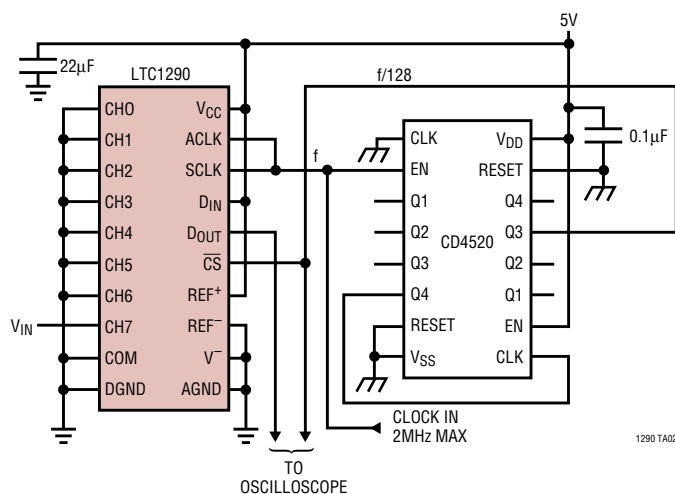 5V
22µF
LTC1290
f/128
CH0
CH1
CH2
CH3
CH4
CH5
CH6
CH7
COM
DGND
VCC
ACLK
SCLK
DIN
DOUT
CS
REF+
REF–
V–
AGND
VIN
f
CLK
EN
Q1
Q2
Q3
Q4
RESET
VSS
CD4520
VDD
RESET
Q4
Q3
Q2
Q1
EN
CLK
0.1µF
CLOCK IN
2MHz MAX
TO
OSCILLOSCOPE
1290 TA02